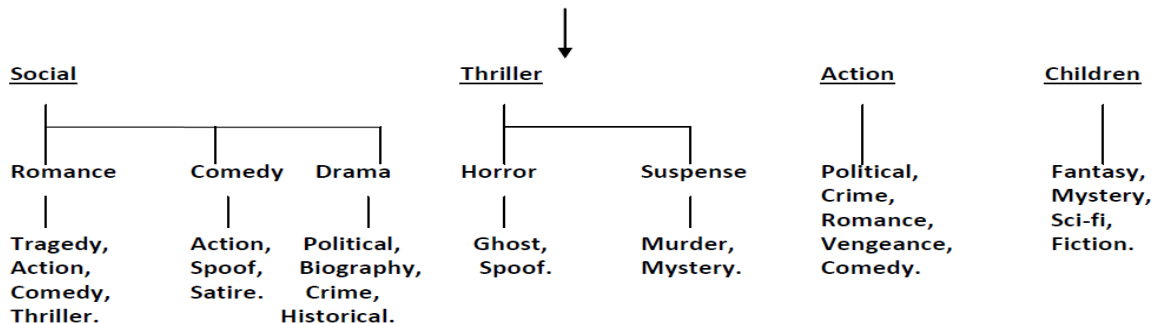 Social Thriller Action Children
Romance Comedy Drama Horror Suspense Political, Fantasy,
Crime, Mystery,
Romance, Sci-fi,
Tragedy, Action, Political, Ghost, Murder, Vengeance, Fiction.
Action, Spoof, Biography, Spoof. Mystery. Comedy.
Comedy, Satire. Crime,
Thriller. Historical.